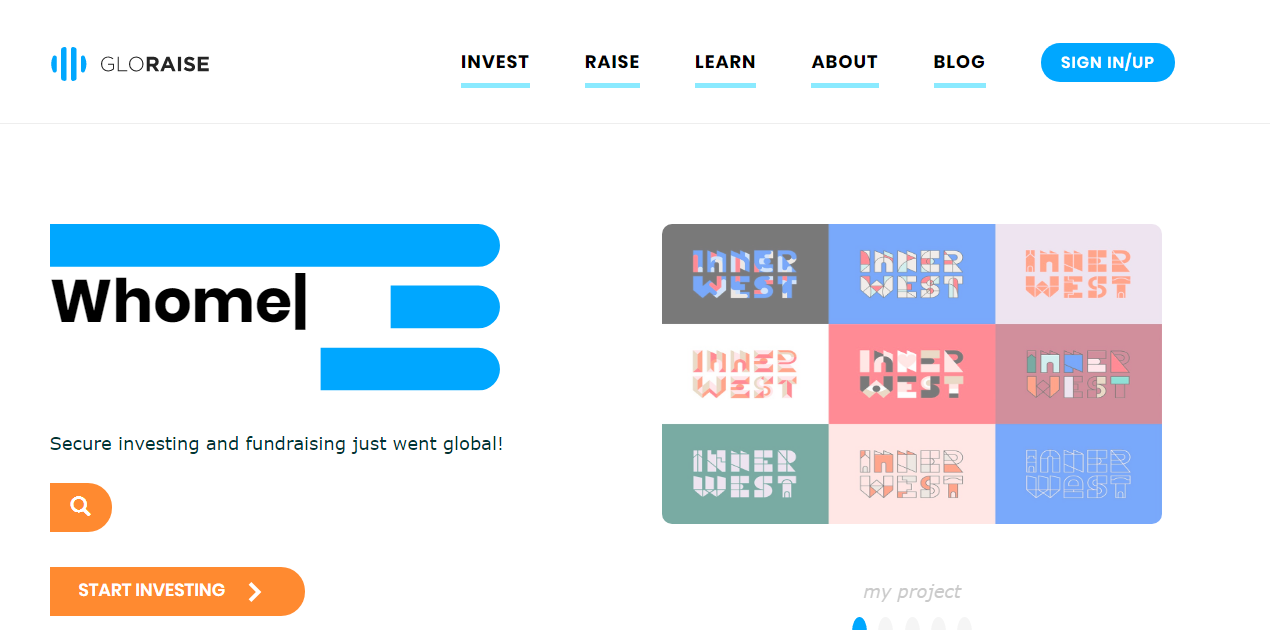 GLORAISE
INVEST
RAISE
LEARN
ABOUT
BLOG
SIGN IN/UP
Whome|
Secure investing and fundraising just went global!
START INVESTING
INNER
WEST
INNER
WEST
INNER
WEST
INNER
WEST
INNER
WEST
INNER
WEST
INNER
WEST
INNER
WEST
INNER
WEST
my project